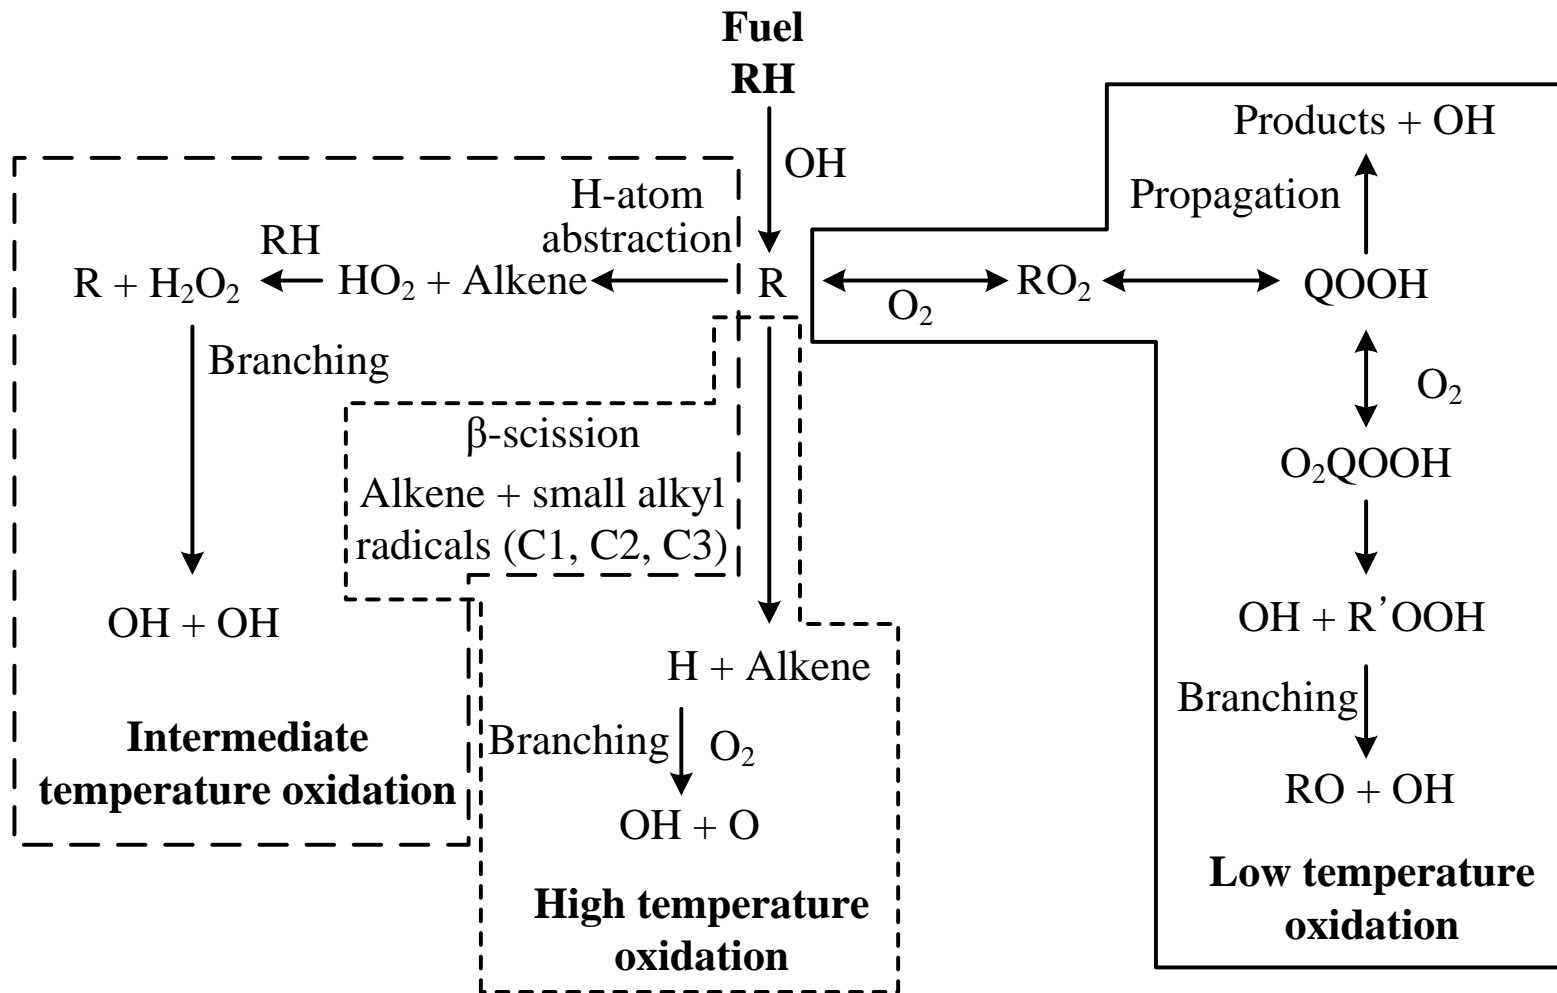 Fuel
RH
OH
Products + OH
Propagation
H-atom
abstraction
RH
R + H₂O₂
HO₂ + Alkene
R
O₂
RO₂
QOOH
Branching
O₂
β-scission
O₂QOOH
Alkene + small alkyl
radicals (C1, C2, C3)
OH + OH
OH + R’OOH
H + Alkene
Branching
Intermediate
temperature oxidation
Branching
O₂
RO + OH
OH + O
Low temperature
oxidation
High temperature
oxidation